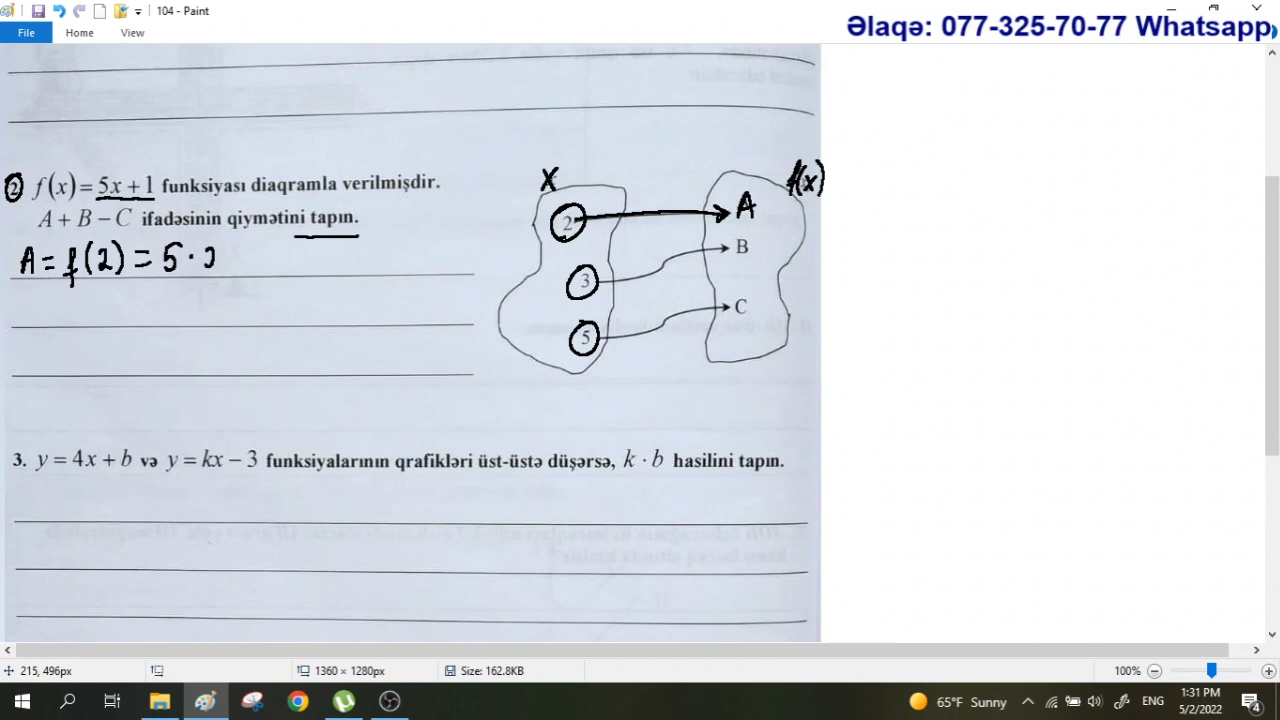 104 - Paint
Əlaqə: 077-325-70-77 Whatsapp
File Home View
2 f(x) = 5x + 1 funksiyası diaqramla verilmişdir.
A + B − C ifadəsinin qiymətini tapın.
A = f(2) = 5 ·
X f(x)
2 A
3 B
5 C
3. y = 4x + b və y = kx − 3 funksiyalarının qrafikləri üst-üstə düşərsə, k · b hasilini tapın.
215, 496px 1360 × 1280px Size: 162.8KB 100%
65°F Sunny ENG 1:31 PM
5/2/2022 4